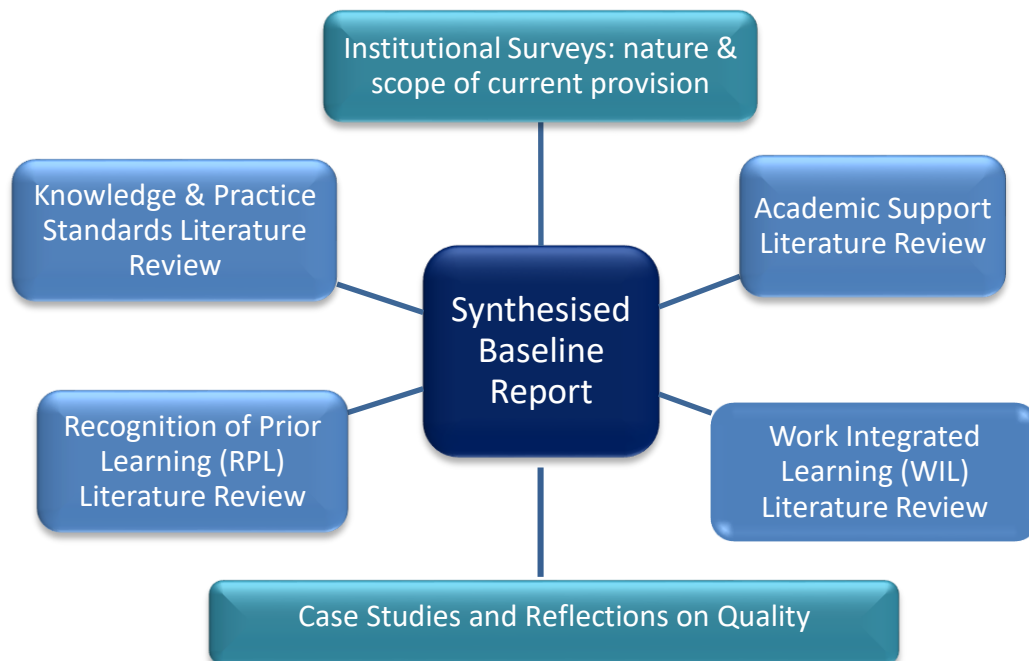 Institutional Surveys: nature &
scope of current provision
Knowledge & Practice
Standards Literature
Review
Academic Support
Literature Review
Synthesised
Baseline
Report
Recognition of Prior
Learning (RPL)
Literature Review
Work Integrated
Learning (WIL)
Literature Review
Case Studies and Reflections on Quality